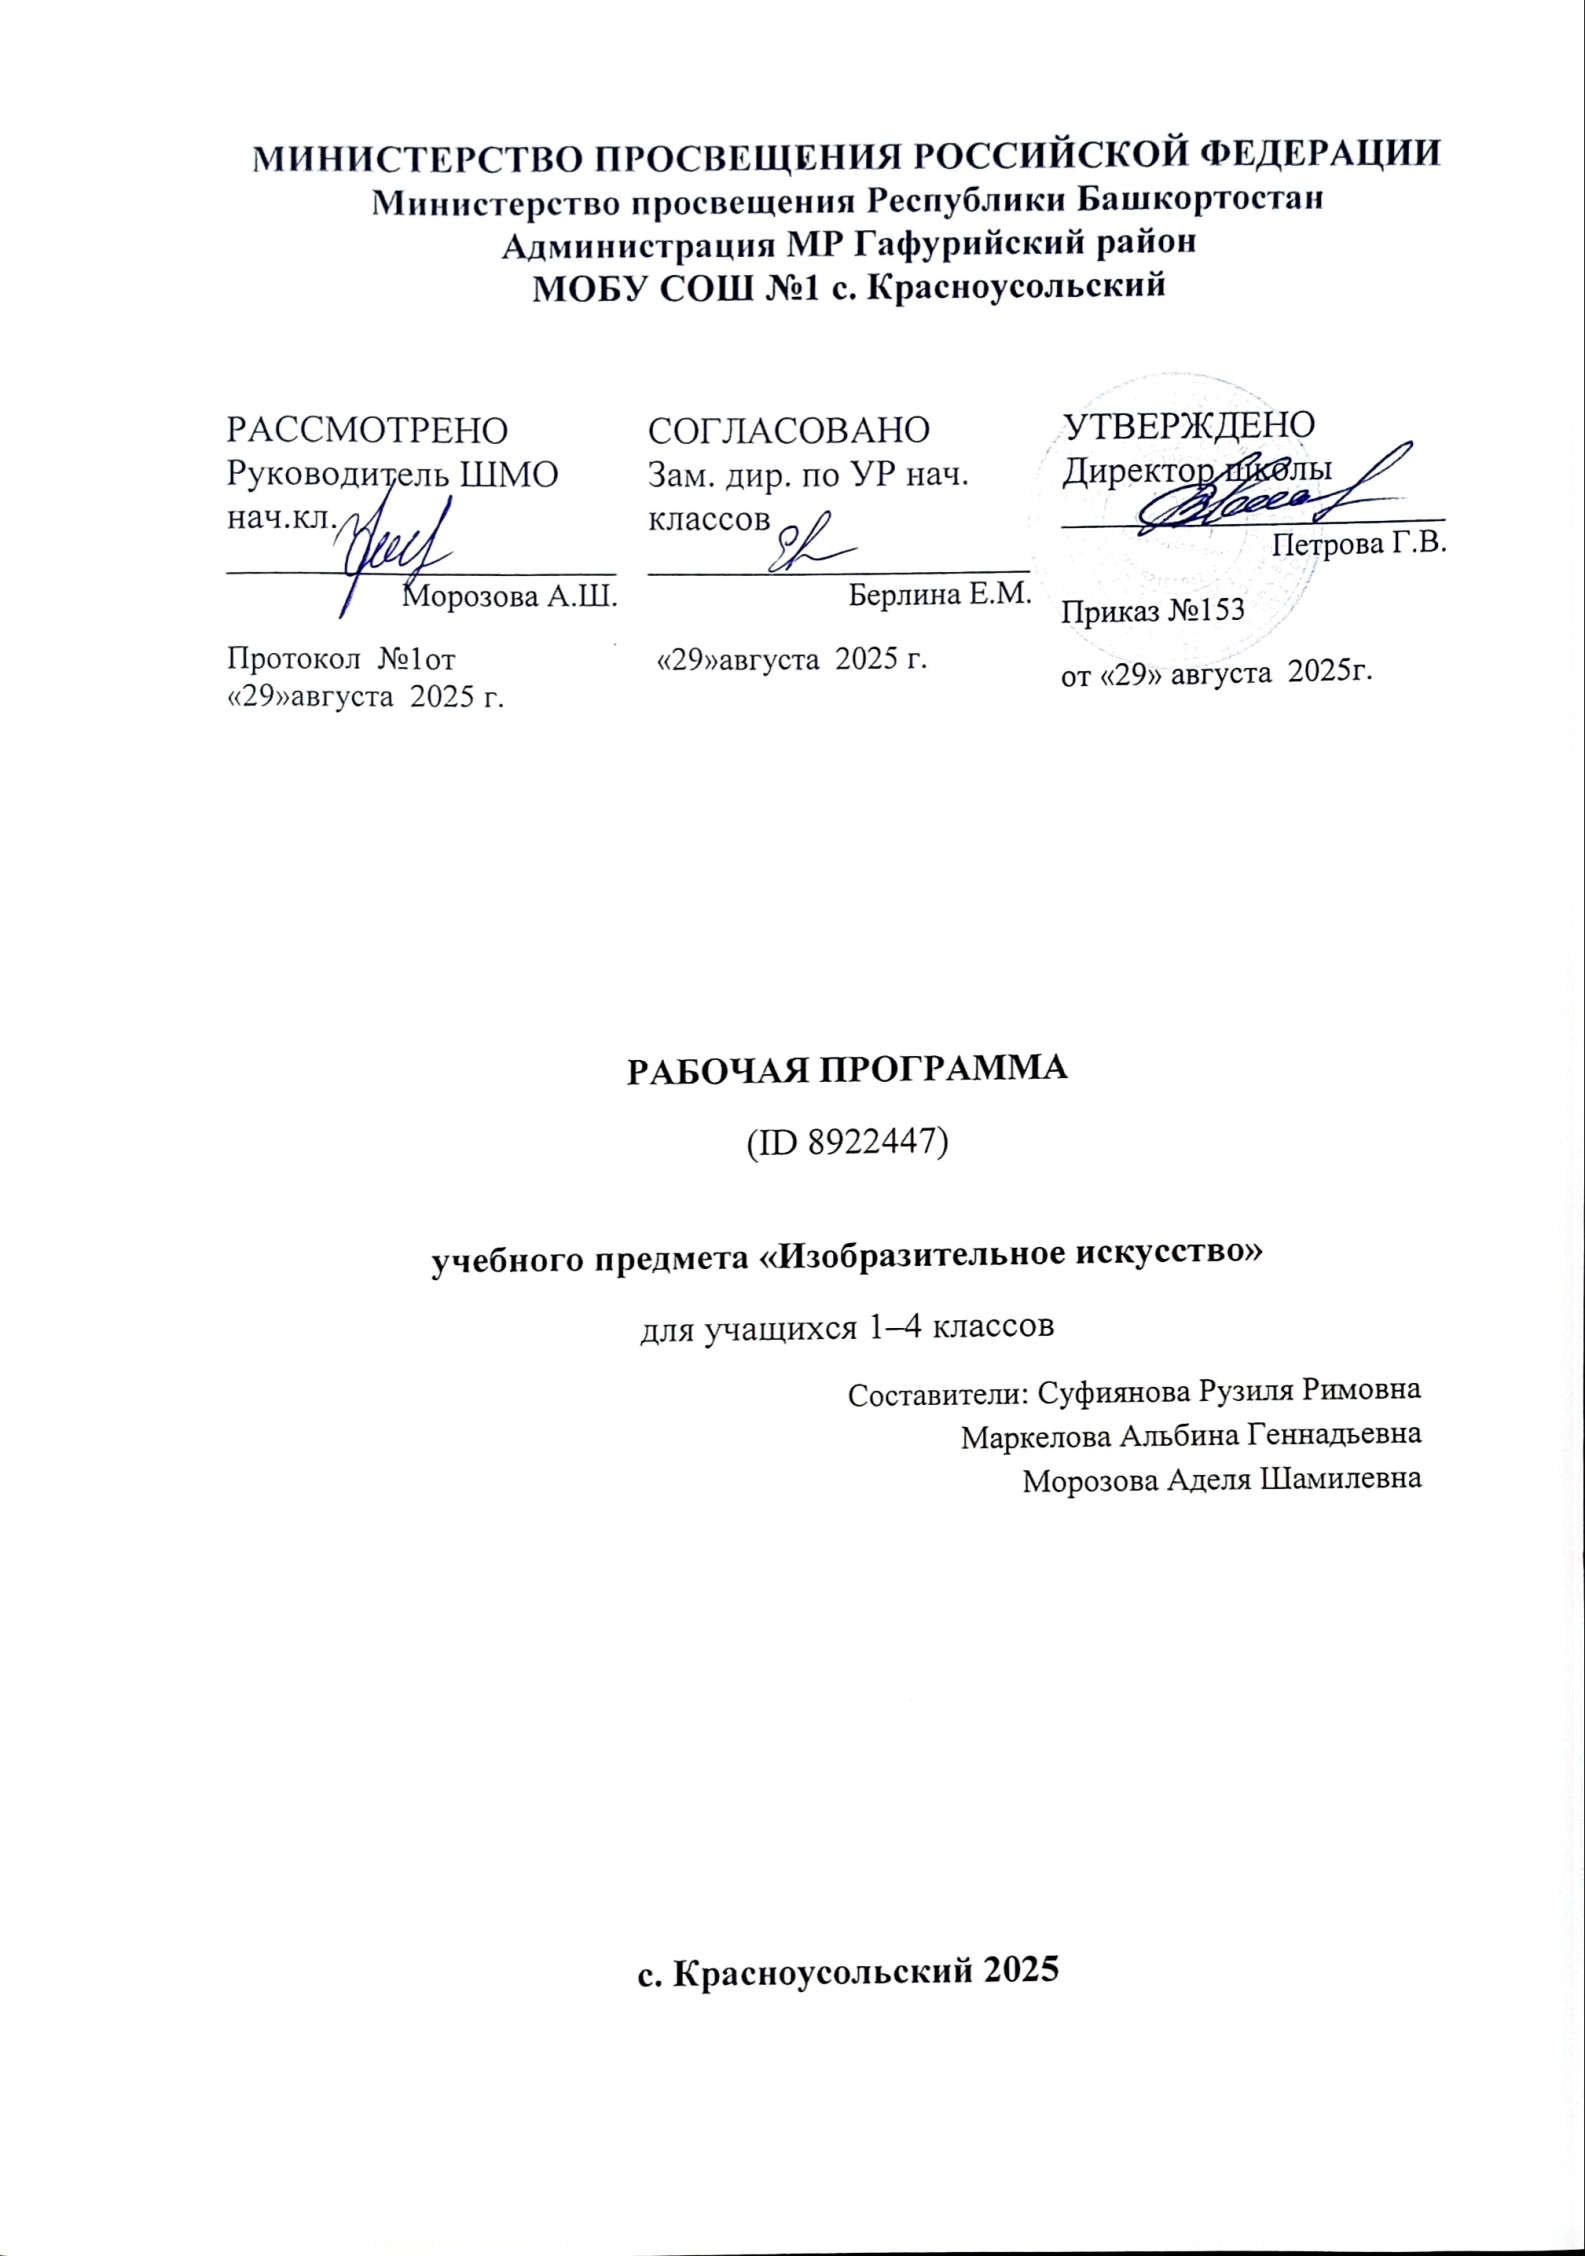 МИНИСТЕРСТВО ПРОСВЕЩЕНИЯ РОССИЙСКОЙ ФЕДЕРАЦИИ
Министерство просвещения Республики Башкортостан
Администрация МР Гафурийский район
МОБУ СОШ №1 с. Красноусольский
РАССМОТРЕНО
Руководитель ШМО
нач.кл.
Морозова А.Ш.
Протокол №1от
«29»августа 2025 г.
СОГЛАСОВАНО
Зам. дир. по УР нач.
классов
Берлина Е.М.
«29»августа 2025 г.
УТВЕРЖДЕНО
Директор школы
Петрова Г.В.
Приказ №153
от «29» августа 2025г.
РАБОЧАЯ ПРОГРАММА
(ID 8922447)
учебного предмета «Изобразительное искусство»
для учащихся 1–4 классов
Составители: Суфиянова Рузиля Римовна
Маркелова Альбина Геннадьевна
Морозова Аделя Шамилевна
с. Красноусольский 2025